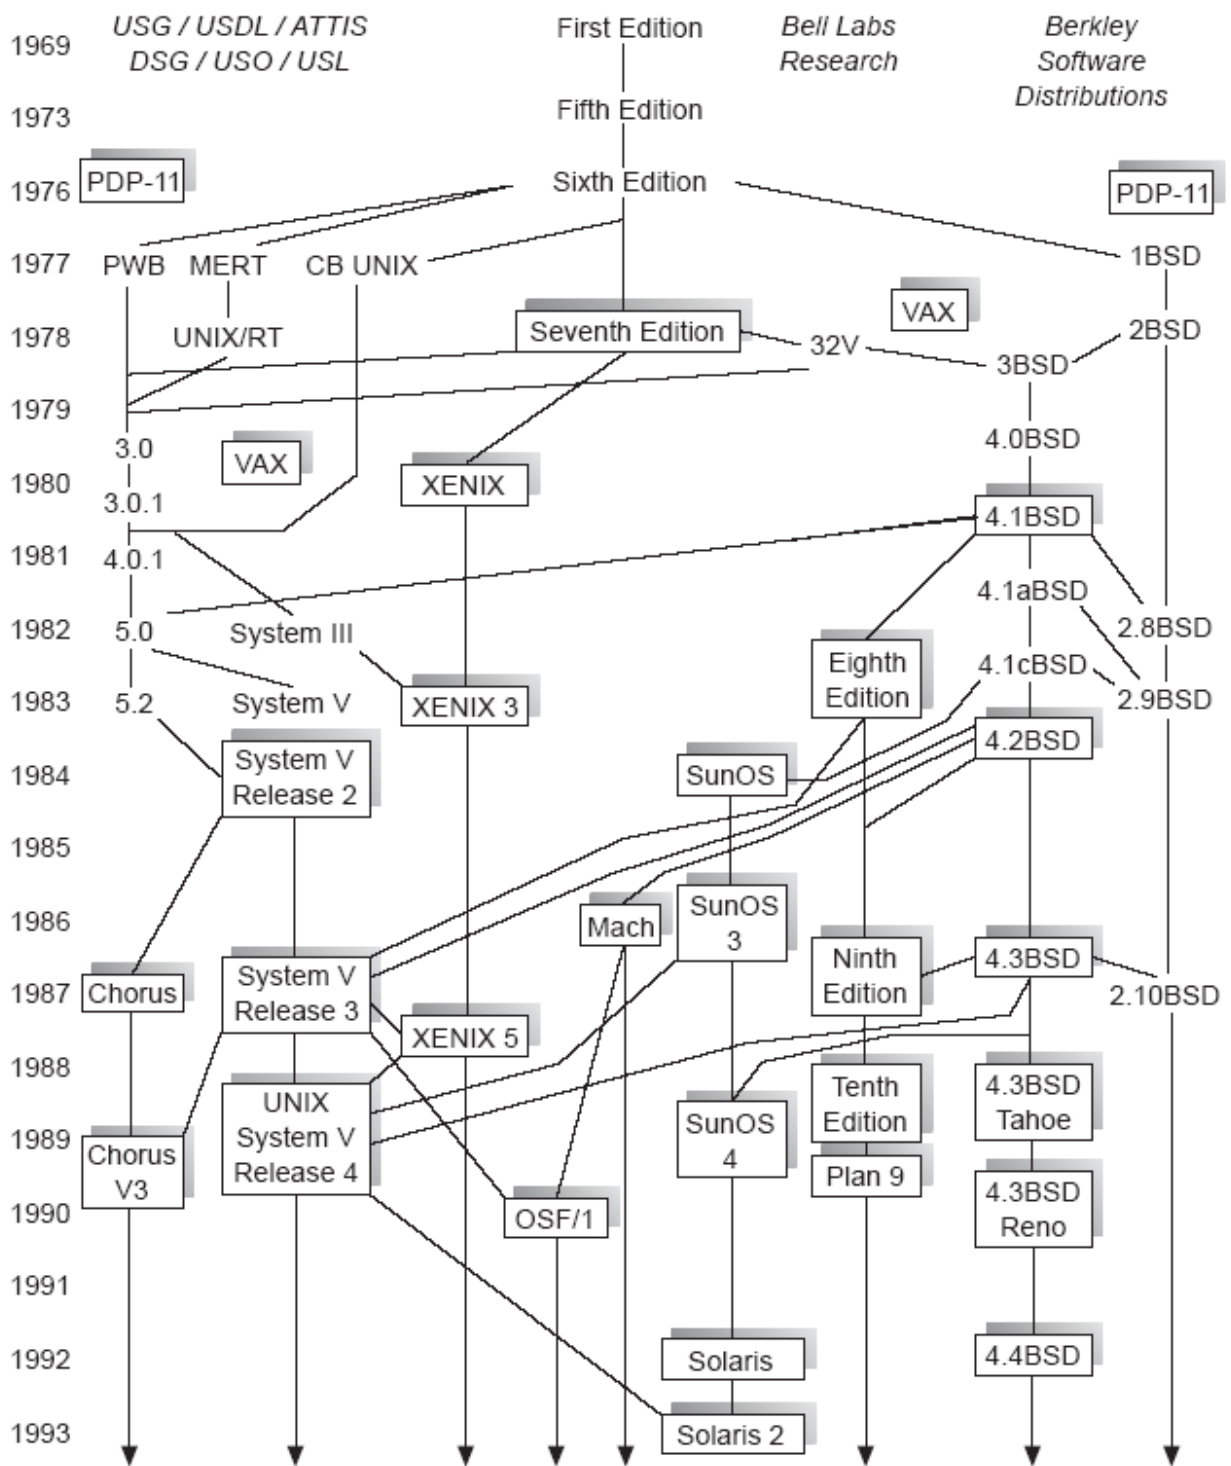 USG / USDL / ATTIS
DSG / USO / USL
First Edition
Bell Labs
Research
Berkley
Software
Distributions
1969
Fifth Edition
1973
PDP-11
Sixth Edition
PDP-11
1976
PWB
MERT
CB UNIX
1BSD
1977
VAX
Seventh Edition
2BSD
UNIX/RT
32V
1978
3BSD
1979
3.0
VAX
4.0BSD
1980
XENIX
3.0.1
4.1BSD
1981
4.0.1
4.1aBSD
1982
5.0
System III
2.8BSD
Eighth
Edition
4.1cBSD
1983
5.2
System V
XENIX 3
2.9BSD
4.2BSD
System V
Release 2
SunOS
1984
1985
SunOS
3
1986
Mach
Ninth
Edition
4.3BSD
1987
Chorus
System V
Release 3
2.10BSD
XENIX 5
1988
UNIX
System V
Release 4
Tenth
Edition
4.3BSD
Tahoe
SunOS
4
1989
Chorus
V3
Plan 9
4.3BSD
Reno
1990
OSF/1
1991
1992
Solaris
4.4BSD
1993
Solaris 2